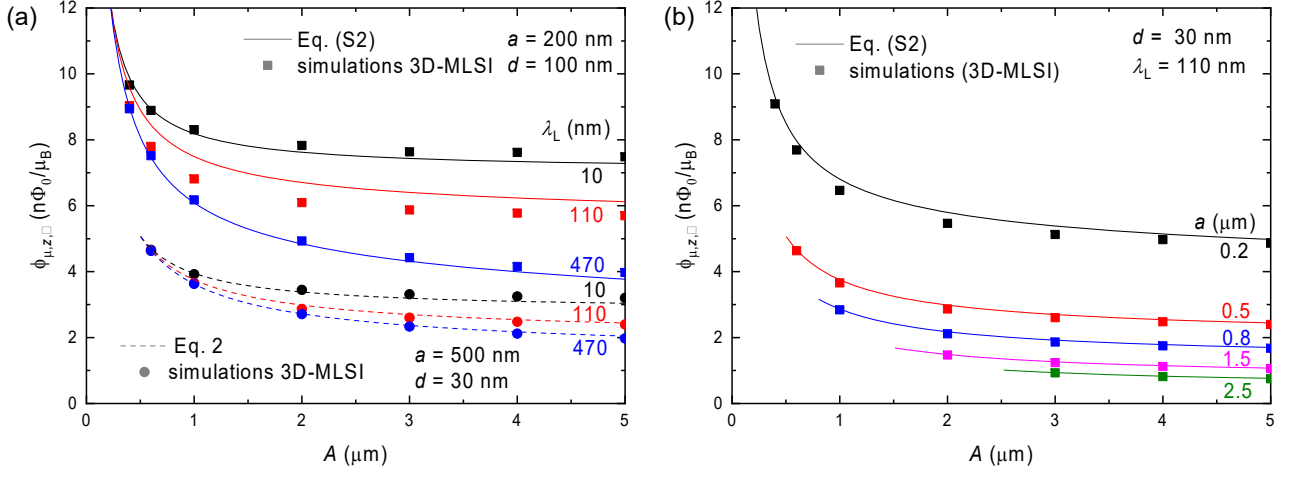 (a)
12
10
8
6
4
2
0
ϕμ,z,□ (nΦ0/μB)
Eq. (S2)
simulations 3D-MLSI
a = 200 nm
d = 100 nm
λL (nm)
10
110
470
10
110
470
Eq. 2
simulations 3D-MLSI
a = 500 nm
d = 30 nm
0 1 2 3 4 5
A (μm)
(b)
12
10
8
6
4
2
0
ϕμ,z,□ (nΦ0/μB)
Eq. (S2)
simulations (3D-MLSI)
d = 30 nm
λL = 110 nm
a (μm)
0.2
0.5
0.8
1.5
2.5
0 1 2 3 4 5
A (μm)